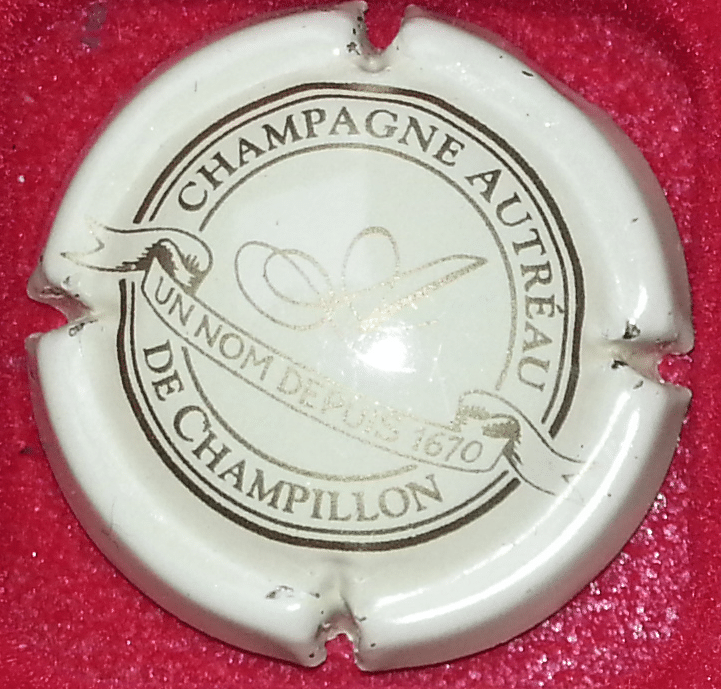 CHAMPAGNE AUTRÉAU
UN NOM DEPUIS 1670
DE CHAMPILLON